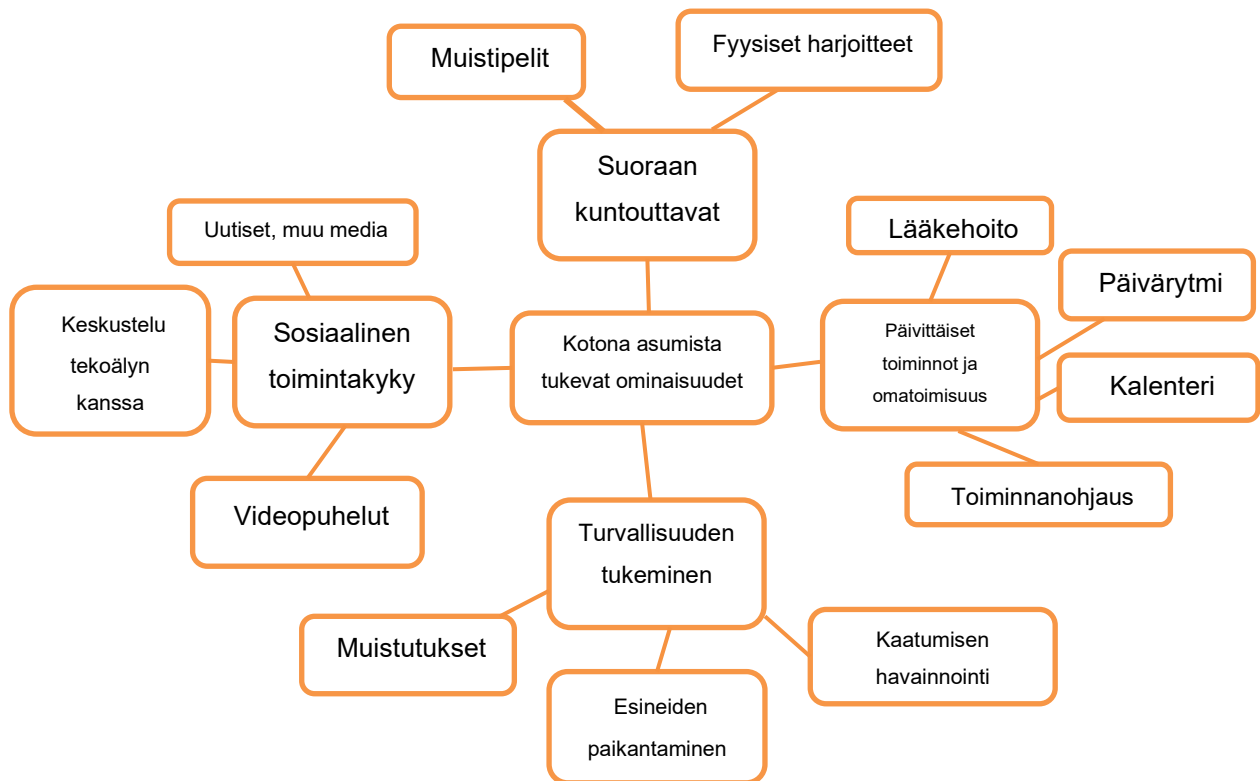 Muistipelit
Fyysiset harjoitteet
Suoraan
kuntouttavat
Uutiset, muu media
Lääkehoito
Päivärytmi
Keskustelu
tekoälyn
kanssa
Sosiaalinen
toimintakyky
Kotona asumista
tukevat ominaisuudet
Päivittäiset
toiminnot ja
omatoimisuus
Kalenteri
Videopuhelut
Toiminnanohjaus
Turvallisuuden
tukeminen
Muistutukset
Kaatumisen
havainnointi
Esineiden
paikantaminen